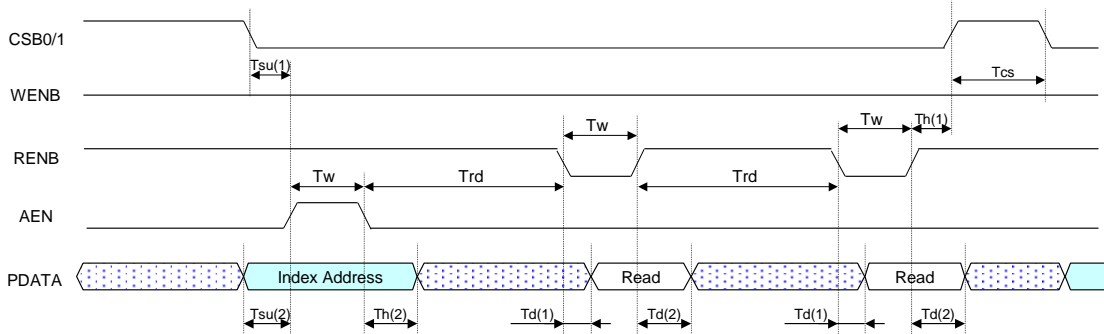 CSB0/1
Tsu(1)
Tcs
WENB
Tw
Tw
Th(1)
RENB
Tw
Trd
Trd
AEN
PDATA
Index Address
Read
Read
Tsu(2)
Th(2)
Td(1)
Td(2)
Td(1)
Td(2)